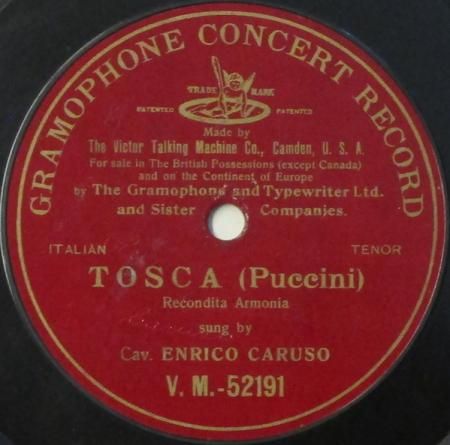 GRAMOPHONE CONCERT RECORD
TRADE MARK
PATENTED PATENTED
Made by
The Victor Talking Machine Co., Camden, U. S. A.
For sale in The British Possessions (except Canada)
and on the Continent of Europe
by The Gramophone and Typewriter Ltd.
and Sister Companies.
ITALIAN TENOR
TOSCA (Puccini)
Recondita Armonia
sung by
Cav. ENRICO CARUSO
V. M.-52191